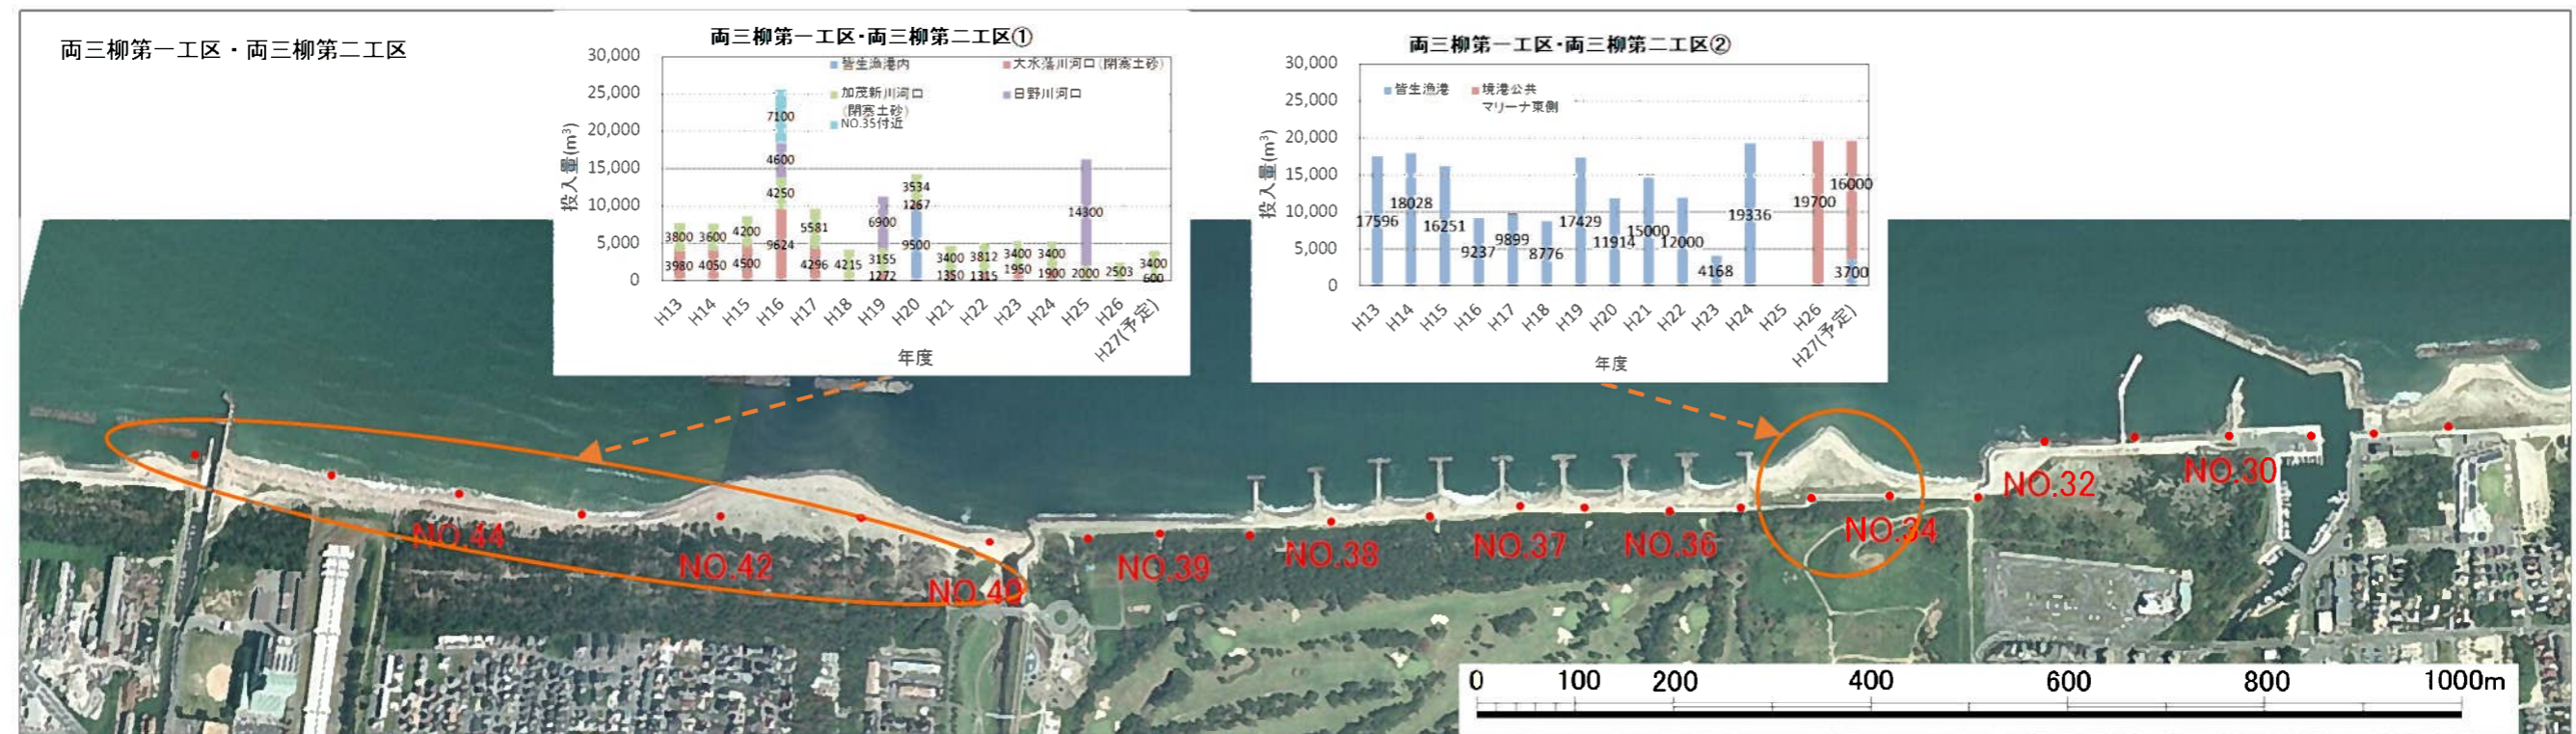 両三柳第一工区・両三柳第二工区
両三柳第一工区・両三柳第二工区①
投入量(m³)
30,000
25,000
20,000
15,000
10,000
5,000
0
皆生漁港内
大水落川河口(閉塞土砂)
加茂新川河口
(閉塞土砂)
日野川河口
NO.35付近
3800
3980
3600
4050
4200
4500
7100
4600
4250
9624
5581
4296
4215
6900
3155
1272
3534
1267
9500
3400
1350
3812
1315
3400
1950
3400
1900
14300
2000
2503
3400
600
H13 H14 H15 H16 H17 H18 H19 H20 H21 H22 H23 H24 H25 H26 H27(予定)
年度
両三柳第一工区・両三柳第二工区②
投入量(m³)
30,000
25,000
20,000
15,000
10,000
5,000
0
皆生漁港
境港公共
マリーナ東側
17596
18028
16251
9237
9899
8776
17429
11914
15000
12000
4168
19336
19700
16000
3700
H13 H14 H15 H16 H17 H18 H19 H20 H21 H22 H23 H24 H25 H26 H27(予定)
年度
NO.44
NO.42
NO.40
NO.39
NO.38
NO.37
NO.36
NO.34
NO.32
NO.30
0 100 200 400 600 800 1000m